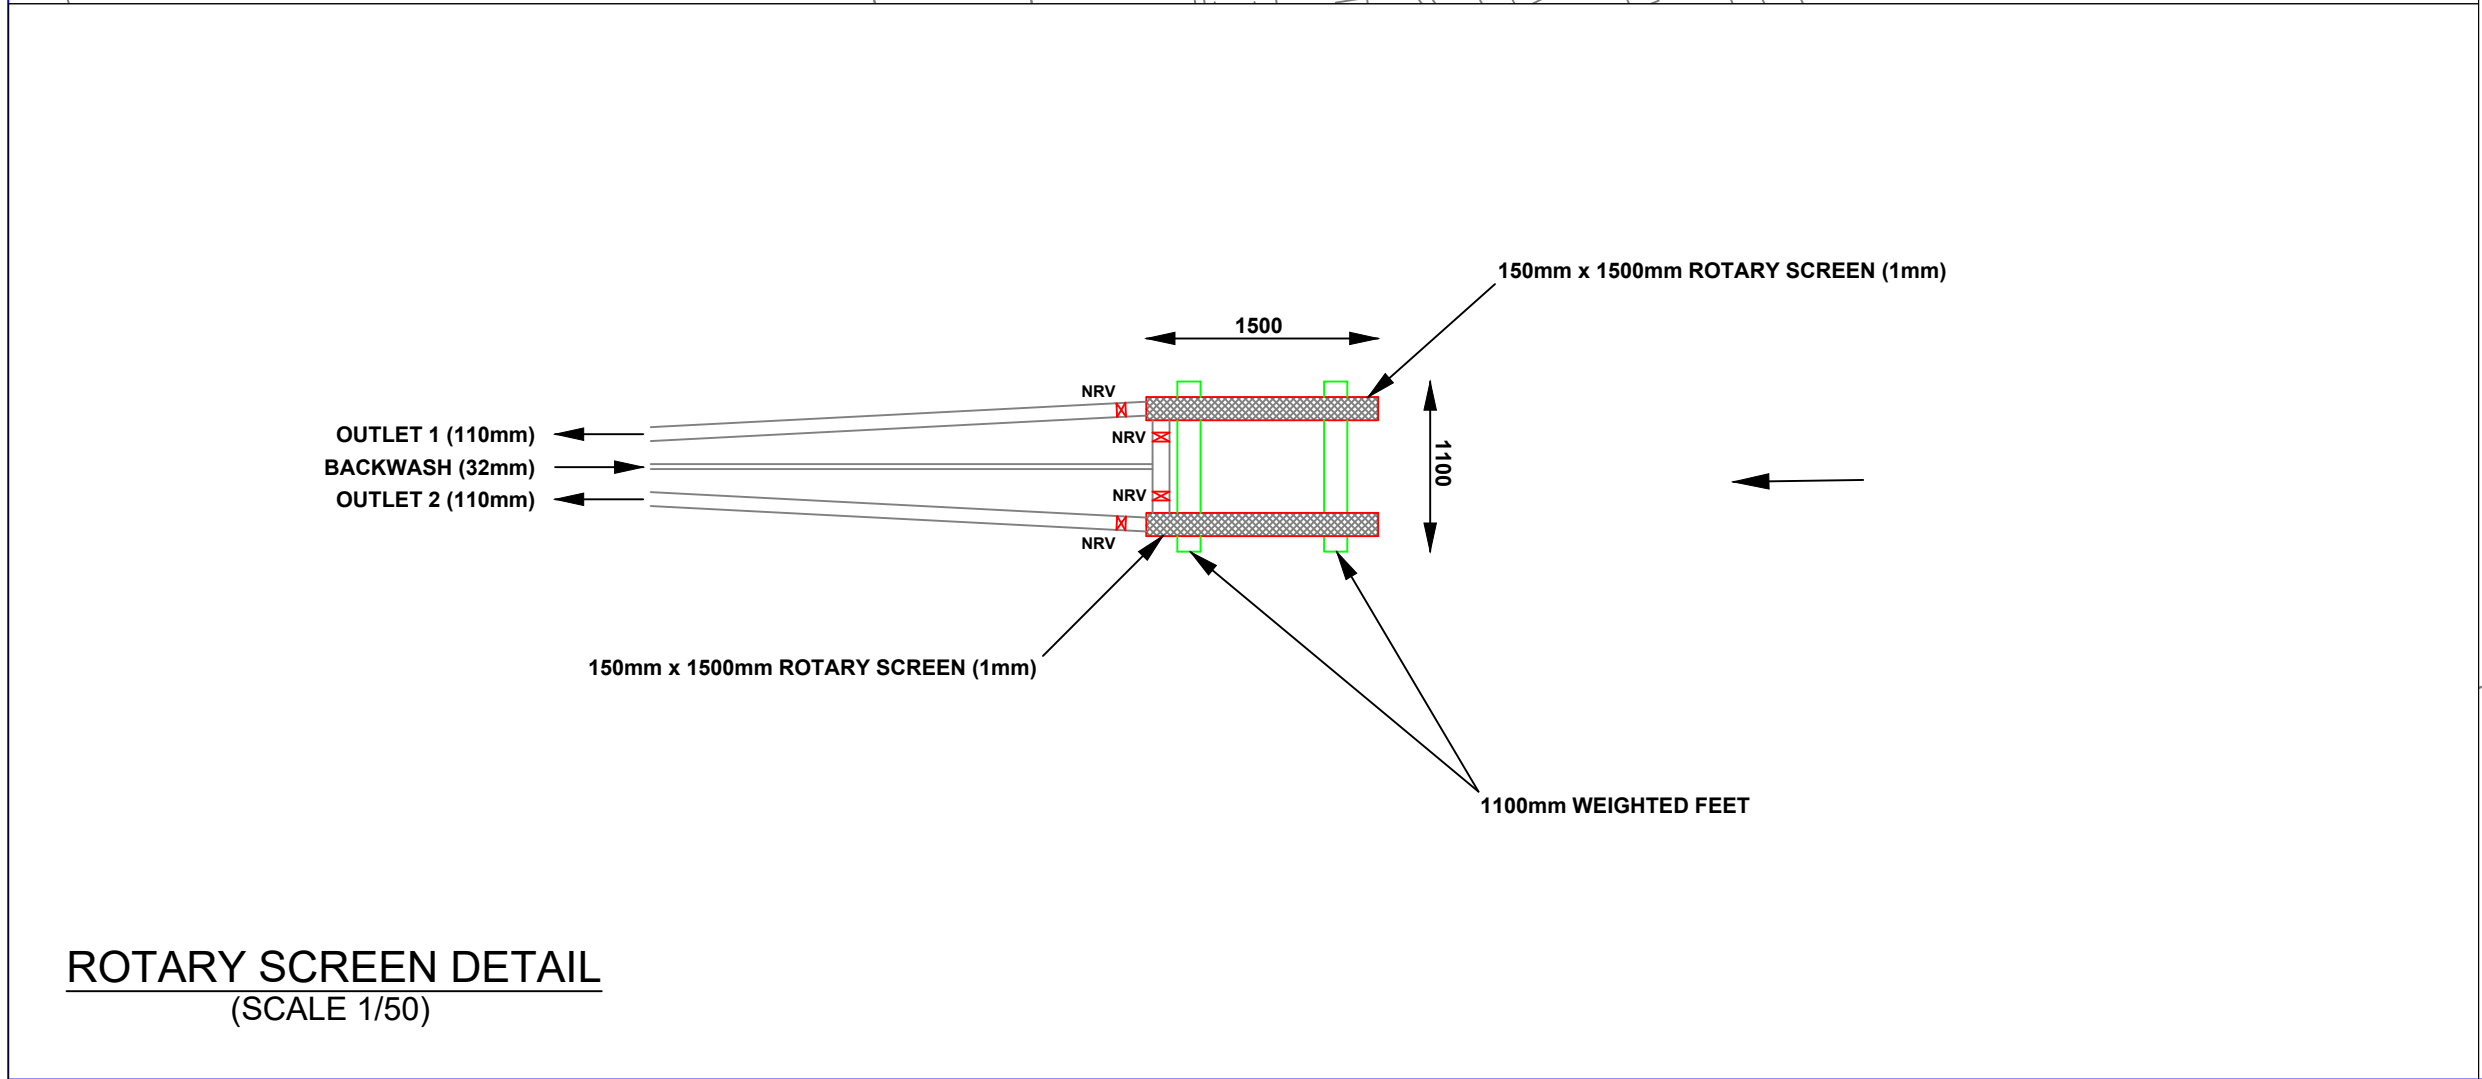 150mm x 1500mm ROTARY SCREEN (1mm)
1500
NRV
OUTLET 1 (110mm)
NRV
1100
BACKWASH (32mm)
NRV
OUTLET 2 (110mm)
NRV
150mm x 1500mm ROTARY SCREEN (1mm)
1100mm WEIGHTED FEET
ROTARY SCREEN DETAIL
(SCALE 1/50)